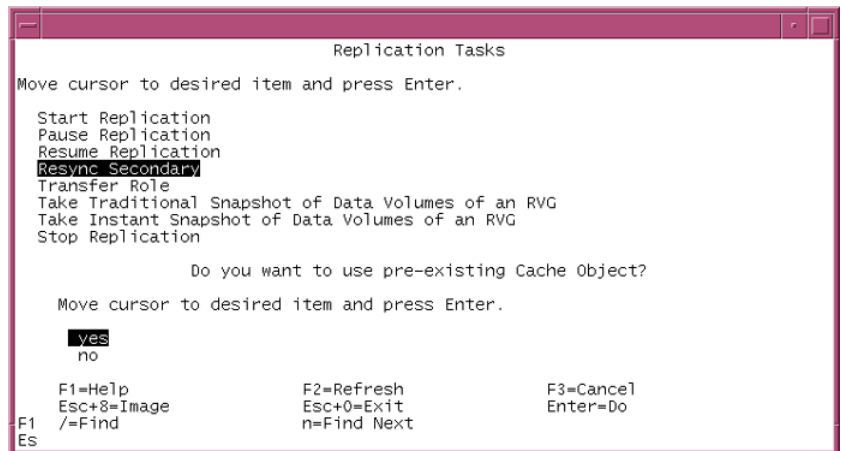 Replication Tasks
Move cursor to desired item and press Enter.
Start Replication
Pause Replication
Resume Replication
Resync Secondary
Transfer Role
Take Traditional Snapshot of Data Volumes of an RVG
Take Instant Snapshot of Data Volumes of an RVG
Stop Replication
Do you want to use pre-existing Cache Object?
Move cursor to desired item and press Enter.
yes
no
F1=Help F2=Refresh F3=Cancel
Esc+8=Image Esc+0=Exit Enter=Do
F1 /=Find n=Find Next
Es